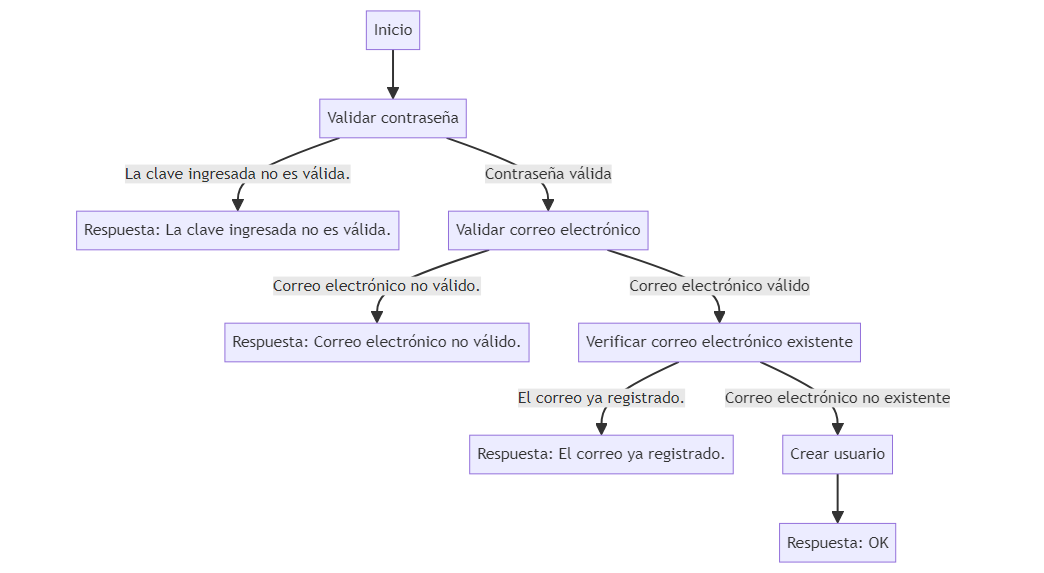 Inicio
Validar contraseña
La clave ingresada no es válida.
Contraseña válida
Respuesta: La clave ingresada no es válida.
Validar correo electrónico
Correo electrónico no válido.
Correo electrónico válido
Respuesta: Correo electrónico no válido.
Verificar correo electrónico existente
El correo ya registrado.
Correo electrónico no existente
Respuesta: El correo ya registrado.
Crear usuario
Respuesta: OK